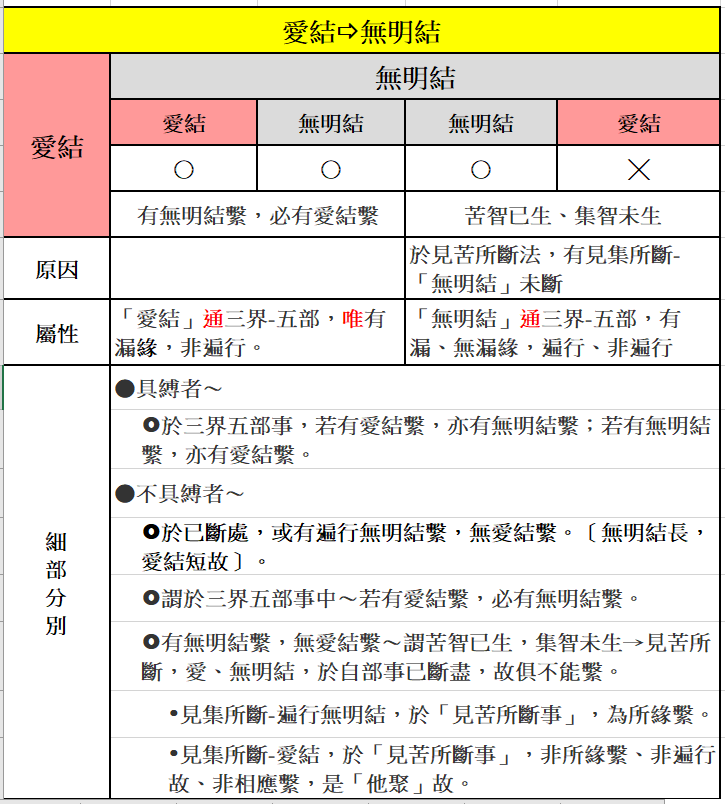 愛結⇨無明結
愛結
無明結
愛結 無明結 無明結 愛結
○ ○ ○ ╳
有無明結繫，必有愛結繫 苦智已生、集智未生
原因
於見苦所斷法，有見集所斷-
「無明結」未斷
屬性
「愛結」通三界-五部，唯有
漏緣，非遍行。
「無明結」通三界-五部，有
漏、無漏緣，遍行、非遍行
細
部
分
別
●具縛者～
⭗於三界五部事，若有愛結繫，亦有無明結繫；若有無明結
繫，亦有愛結繫。
●不具縛者～
⭗於已斷處，或有遍行無明結繫，無愛結繫。〔無明結長，
愛結短故〕。
⭗謂於三界五部事中～若有愛結繫，必有無明結繫。
⭗有無明結繫，無愛結繫～謂苦智已生，集智未生→見苦所
斷，愛、無明結，於自部事已斷盡，故俱不能繫。
•見集所斷-遍行無明結，於「見苦所斷事」，為所緣繫。
•見集所斷-愛結，於「見苦所斷事」，非所緣繫、非遍行
故、非相應繫，是「他聚」故。